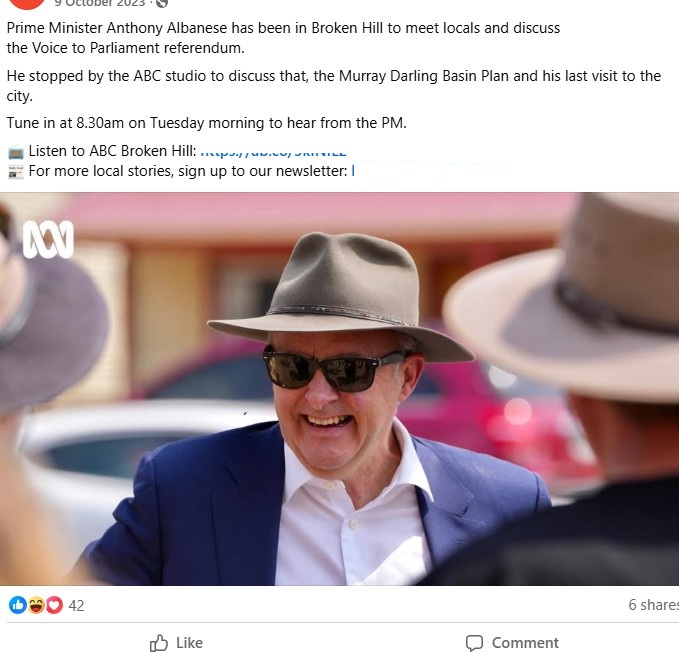 9 October 2023 ·
Prime Minister Anthony Albanese has been in Broken Hill to meet locals and discuss
the Voice to Parliament referendum.
He stopped by the ABC studio to discuss that, the Murray Darling Basin Plan and his last visit to the
city.
Tune in at 8.30am on Tuesday morning to hear from the PM.
Listen to ABC Broken Hill:
For more local stories, sign up to our newsletter:
42
6 shares
Like
Comment